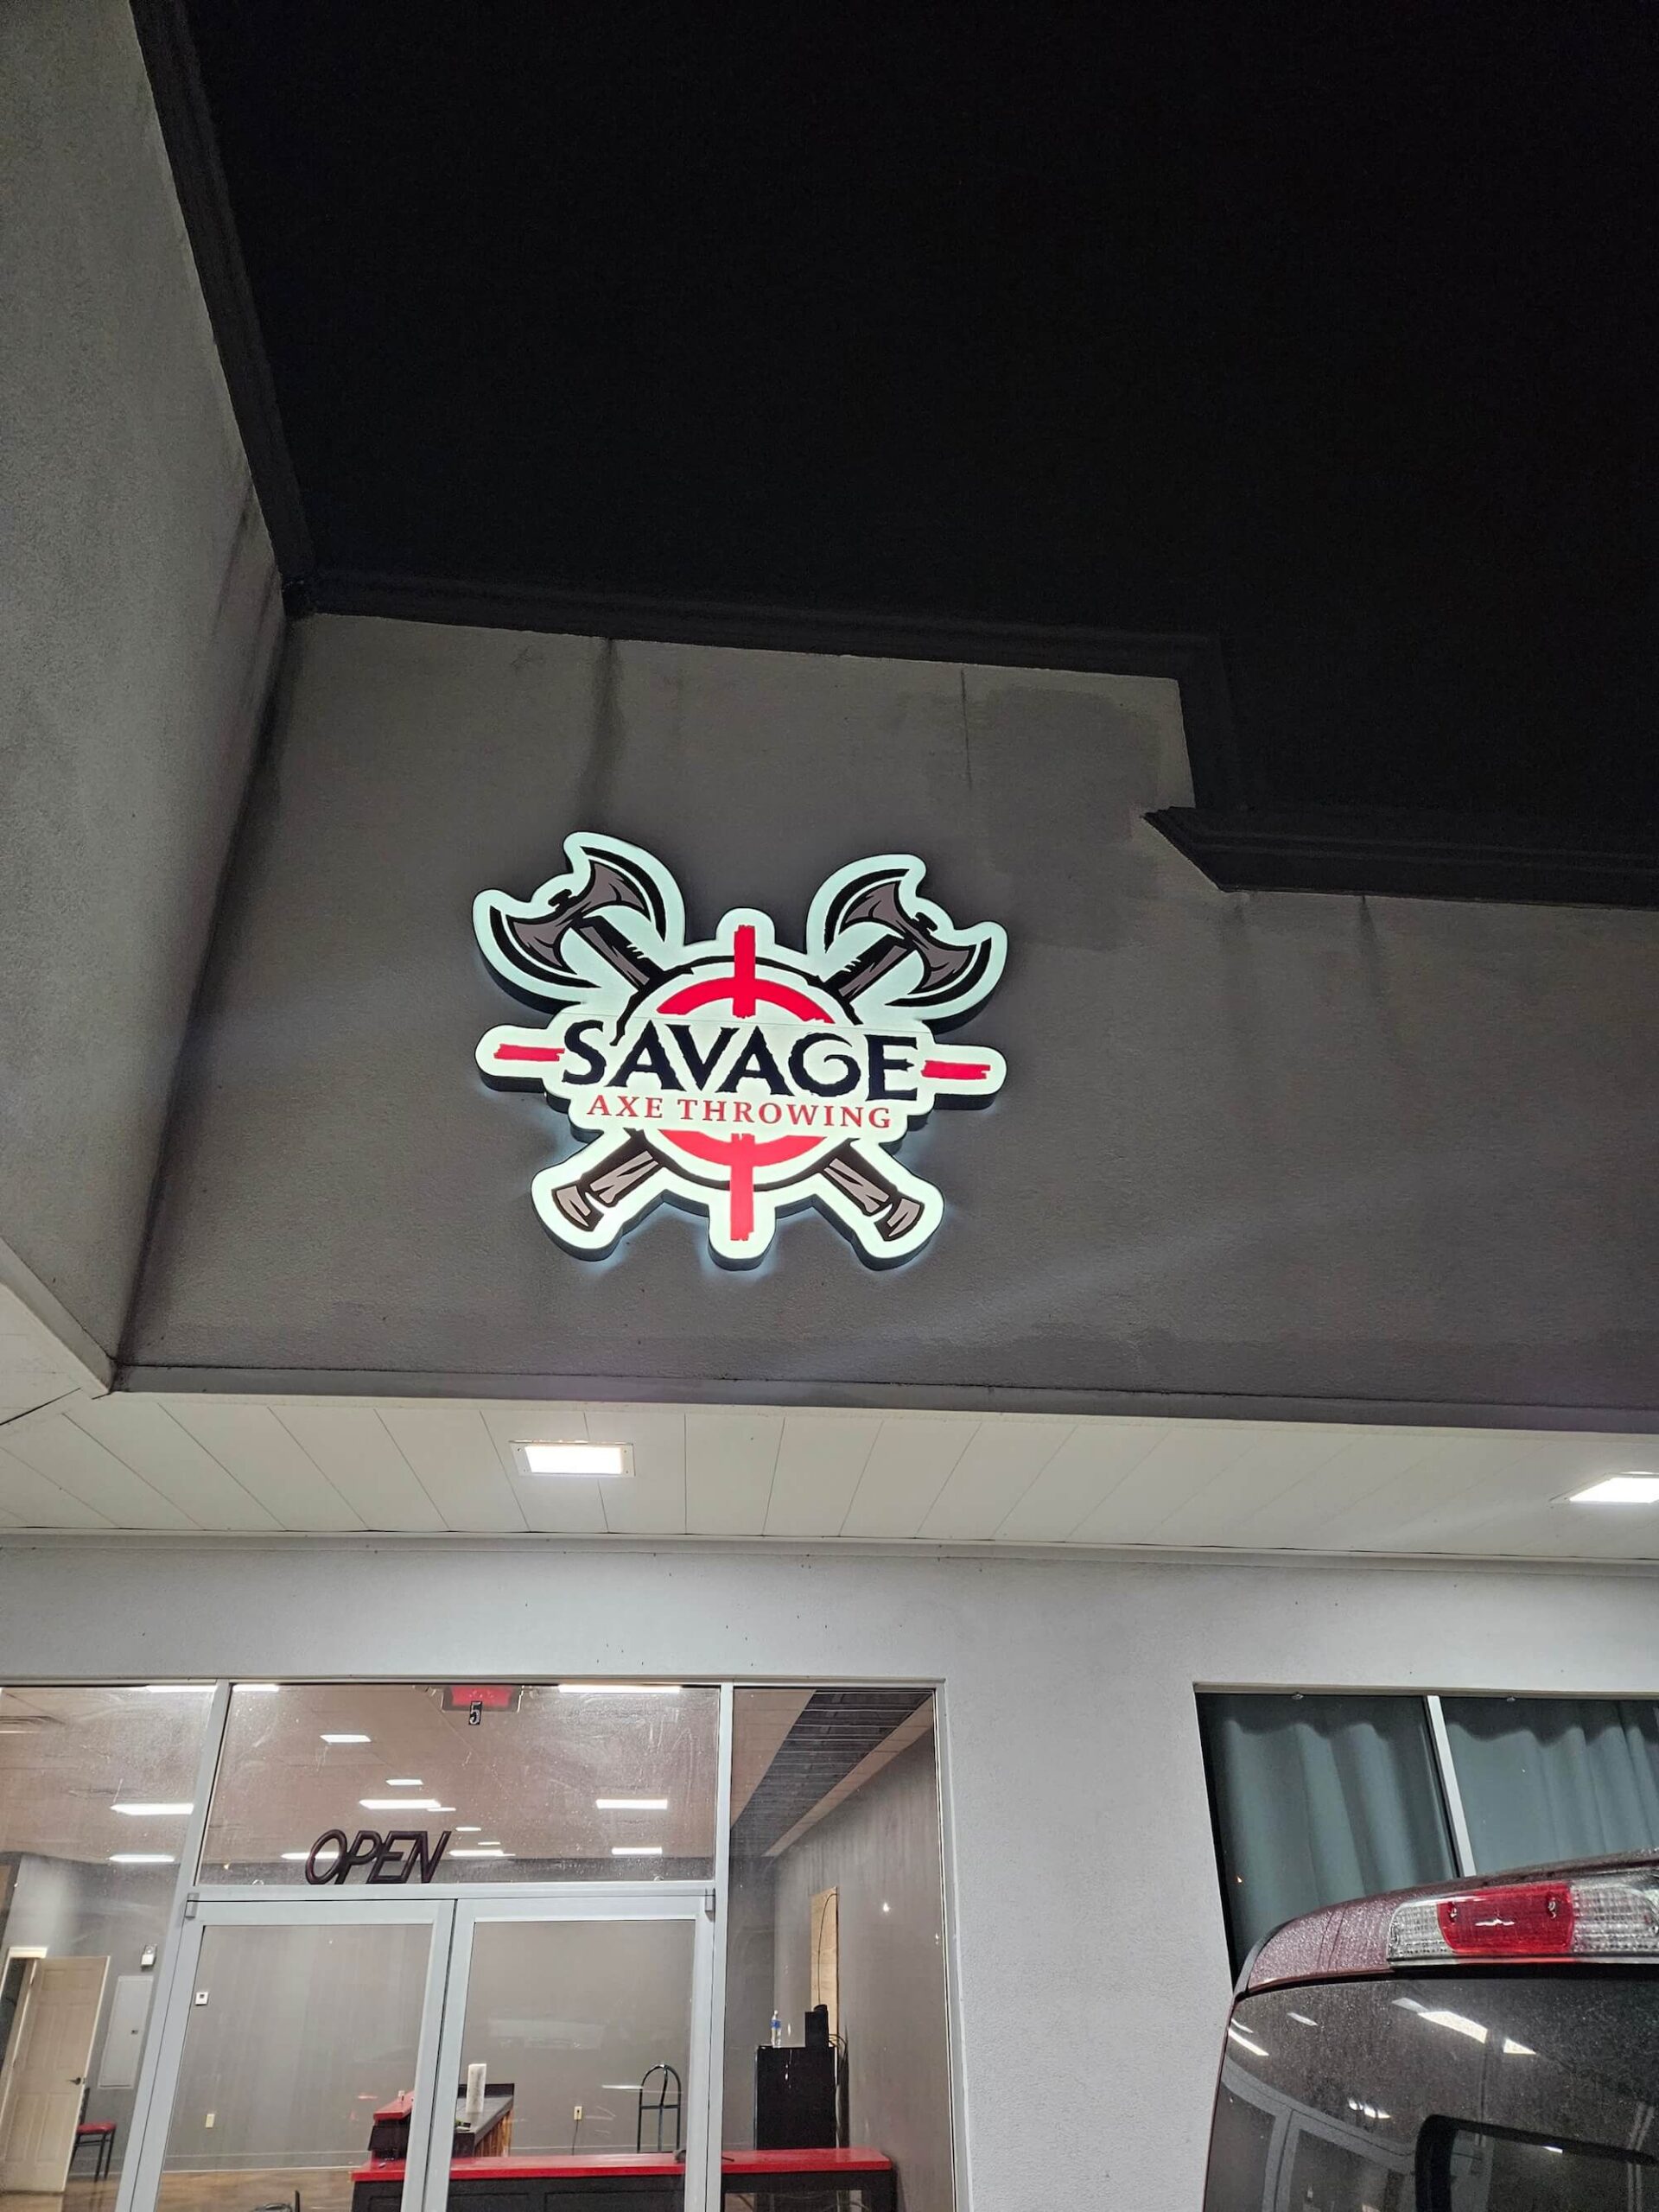 SAVAGE
AXE THROWING
5
OPEN